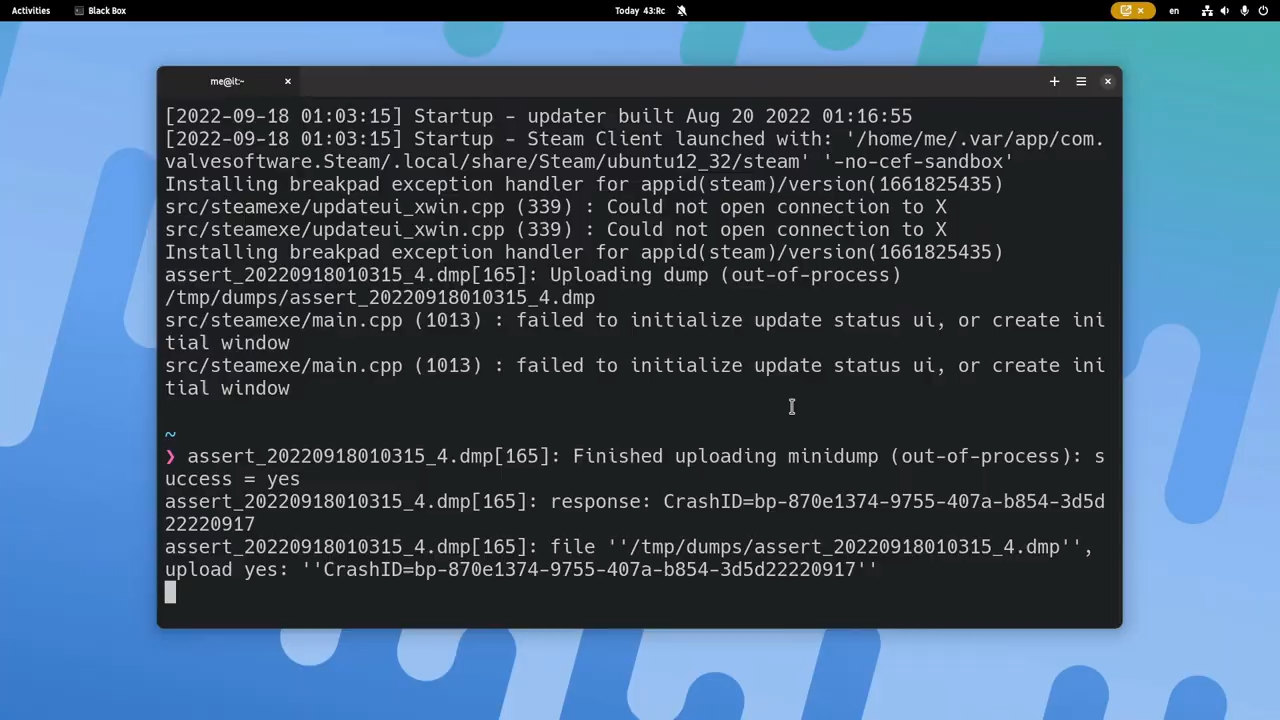 Activities
Black Box
Today 43:Rc
en
me@it:~
[2022-09-18 01:03:15] Startup - updater built Aug 20 2022 01:16:55
[2022-09-18 01:03:15] Startup - Steam Client launched with: '/home/me/.var/app/com.
valvesoftware.Steam/.local/share/Steam/ubuntu12_32/steam' '-no-cef-sandbox'
Installing breakpad exception handler for appid(steam)/version(1661825435)
src/steamexe/updateui_xwin.cpp (339) : Could not open connection to X
src/steamexe/updateui_xwin.cpp (339) : Could not open connection to X
Installing breakpad exception handler for appid(steam)/version(1661825435)
assert_20220918010315_4.dmp[165]: Uploading dump (out-of-process)
/tmp/dumps/assert_20220918010315_4.dmp
src/steamexe/main.cpp (1013) : failed to initialize update status ui, or create ini
tial window
src/steamexe/main.cpp (1013) : failed to initialize update status ui, or create ini
tial window
~
❯ assert_20220918010315_4.dmp[165]: Finished uploading minidump (out-of-process): s
uccess = yes
assert_20220918010315_4.dmp[165]: response: CrashID=bp-870e1374-9755-407a-b854-3d5d
22220917
assert_20220918010315_4.dmp[165]: file ''/tmp/dumps/assert_20220918010315_4.dmp'',
upload yes: ''CrashID=bp-870e1374-9755-407a-b854-3d5d22220917''